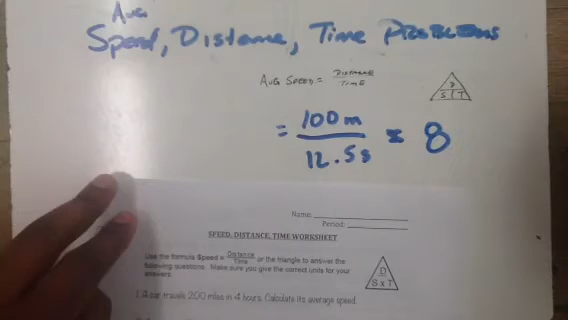 Avg
Speed, Distance, Time Problems
Avg Speed = Distance
Time
D
S | T
= 100m
12.5s
= 8
Name:
Period:
SPEED, DISTANCE, TIME WORKSHEET
Use the formula Speed = Distance
Time
or the triangle to answer the
following questions. Make sure you give the correct units for your
answers.
D
S x T
1. A car travels 200 miles in 4 hours. Calculate its average speed.